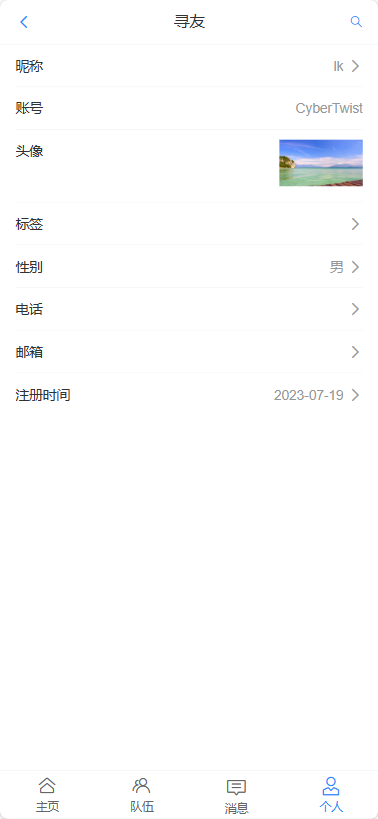 寻友
昵称 lk
账号 CyberTwist
头像
标签
性别 男
电话
邮箱
注册时间 2023-07-19
主页 队伍 消息 个人